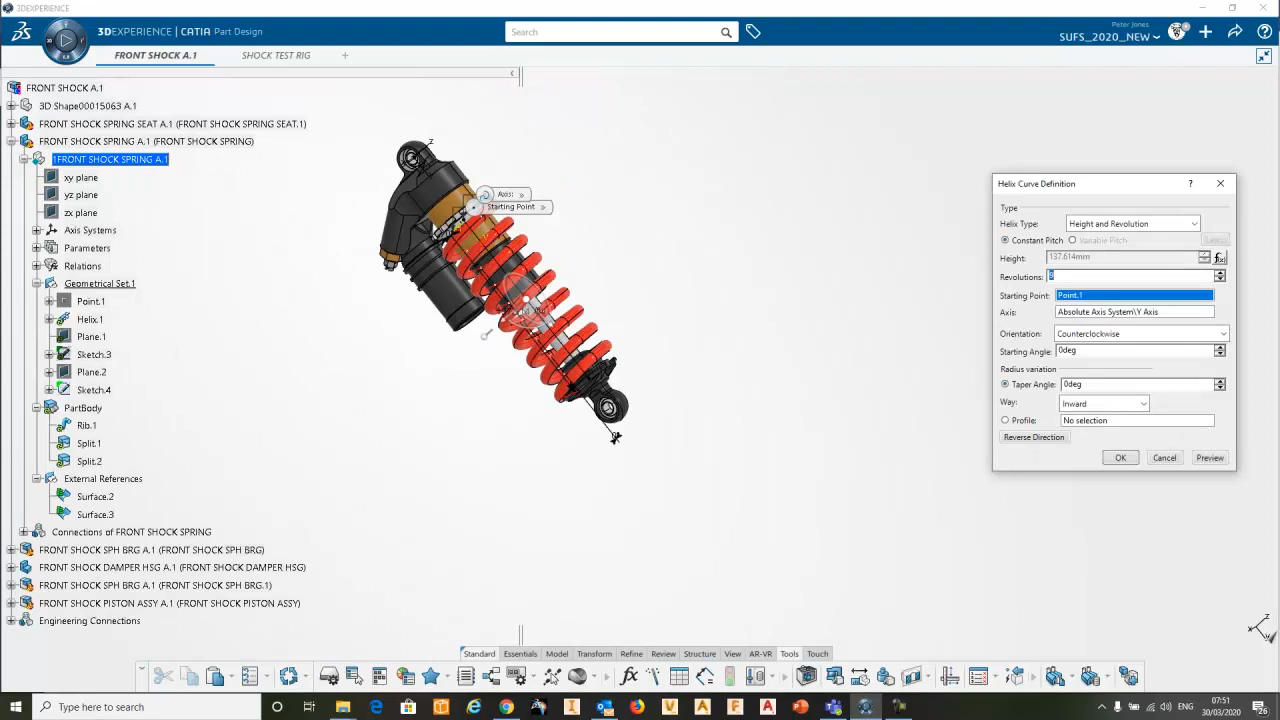 3DEXPERIENCE
3DEXPERIENCE | CATIA Part Design
Search
Peter Jones
SUFS_2020_NEW
FRONT SHOCK A.1
SHOCK TEST RIG
FRONT SHOCK A.1
3D Shape00015063 A.1
FRONT SHOCK SPRING SEAT A.1 (FRONT SHOCK SPRING SEAT.1)
FRONT SHOCK SPRING A.1 (FRONT SHOCK SPRING)
1FRONT SHOCK SPRING A.1
xy plane
yz plane
zx plane
Axis Systems
Parameters
Relations
Geometrical Set.1
Point.1
Helix.1
Plane.1
Sketch.3
Plane.2
Sketch.4
PartBody
Rib.1
Split.1
Split.2
External References
Surface.2
Surface.3
Connections of FRONT SHOCK SPRING
FRONT SHOCK SPH BRG A.1 (FRONT SHOCK SPH BRG)
FRONT SHOCK DAMPER HSG A.1 (FRONT SHOCK DAMPER HSG)
FRONT SHOCK SPH BRG A.1 (FRONT SHOCK SPH BRG.1)
FRONT SHOCK PISTON ASSY A.1 (FRONT SHOCK PISTON ASSY)
Engineering Connections
Z
Axis: »
Starting Point »
Helix Curve Definition
Type
Helix Type: Height and Revolution
Constant Pitch Variable Pitch
Height: 137.614mm
Revolutions: 9
Starting Point: Point.1
Axis: Absolute Axis System\Y Axis
Orientation: Counterclockwise
Starting Angle: 0deg
Radius variation
Taper Angle: 0deg
Way: Inward
Profile: No selection
Reverse Direction
OK Cancel Preview
Z
Standard Essentials Model Transform Refine Review Structure View AR-VR Tools Touch
Type here to search
07:51
ENG
30/03/2020
26